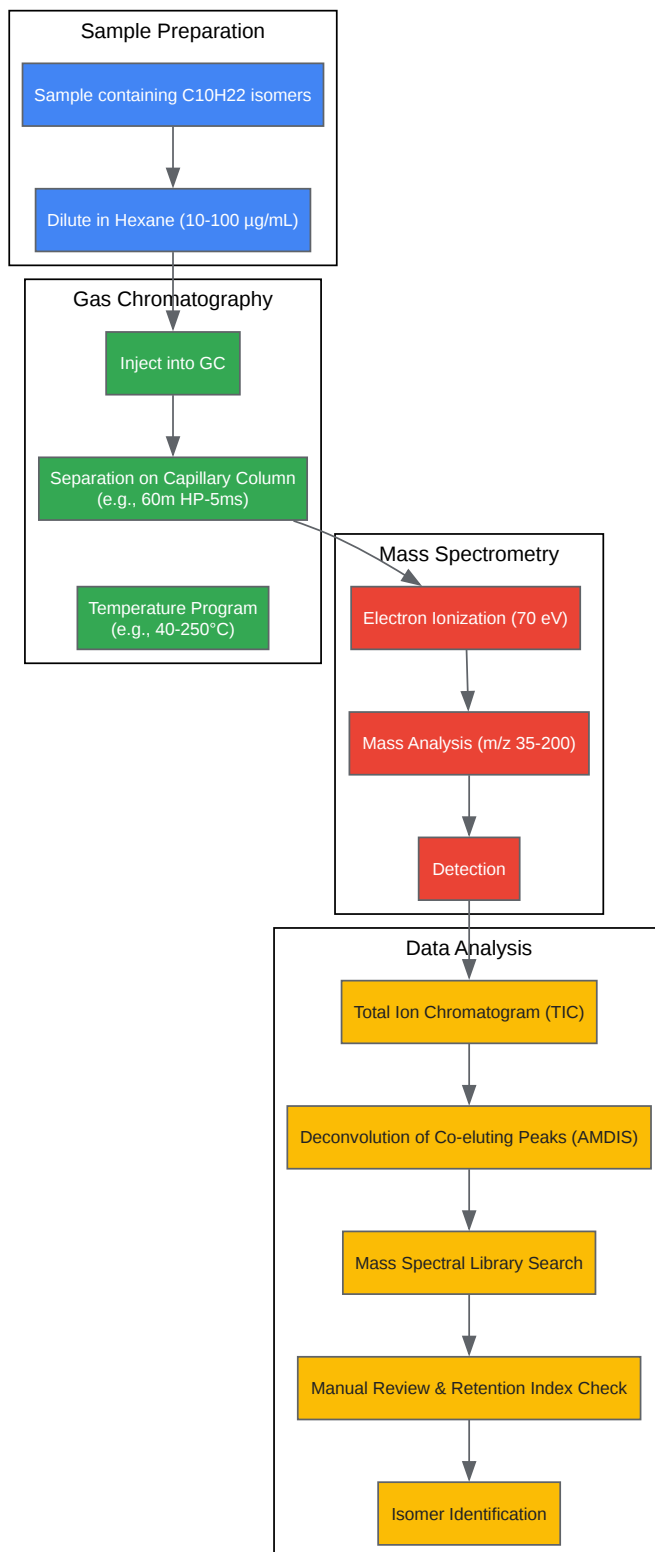 Sample Preparation
Sample containing C10H22 isomers
Dilute in Hexane (10-100 µg/mL)
Gas Chromatography
Inject into GC
Separation on Capillary Column
(e.g., 60m HP-5ms)
Temperature Program
(e.g., 40-250°C)
Mass Spectrometry
Electron Ionization (70 eV)
Mass Analysis (m/z 35-200)
Detection
Data Analysis
Total Ion Chromatogram (TIC)
Deconvolution of Co-eluting Peaks (AMDIS)
Mass Spectral Library Search
Manual Review & Retention Index Check
Isomer Identification